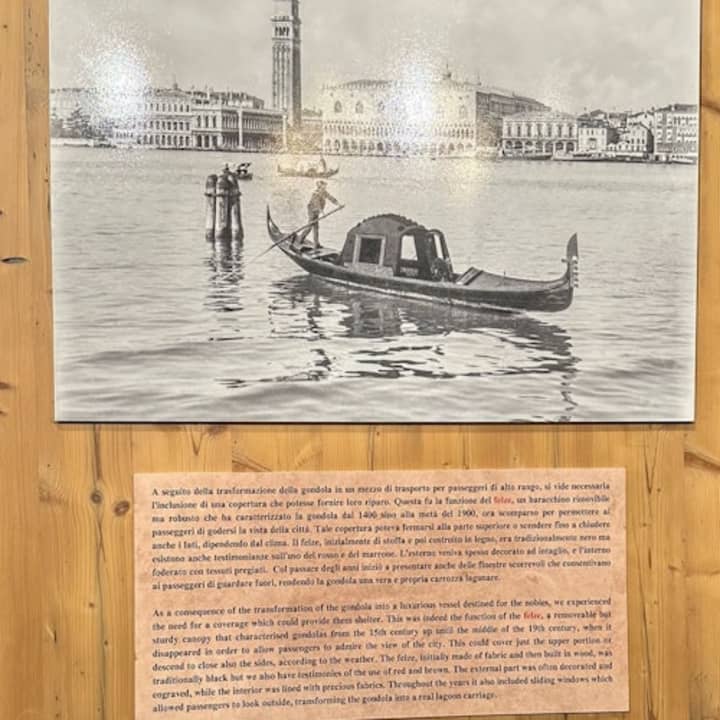 A seguito della trasformazione della gondola in un mezzo di trasporto per passeggeri di alto rango, si vide necessaria
l'inclusione di una copertura che potesse fornire loro riparo. Questa fu la funzione del felze, un baracchino rimovibile
ma robusto che ha caratterizzato la gondola dal 1400 sino alla metà del 1900, ora scomparso per permettere ai
passeggeri di godersi la vista della città. Tale copertura poteva fermarsi alla parte superiore o scendere fino a chiudere
anche i lati, dipendendo dal clima. Il felze, inizialmente di stoffa e poi costruito in legno, era tradizionalmente nero ma
esistono anche testimonianze sull'uso del rosso e del marrone. L'esterno veniva spesso decorato ad intaglio, e l'interno
foderato con tessuti pregiati. Col passare degli anni iniziò a presentare anche delle finestre scorrevoli che consentivano
ai passeggeri di guardare fuori, rendendo la gondola una vera e propria carrozza lagunare.
As a consequence of the transformation of the gondola into a luxurious vessel destined for the nobles, we experienced
the need for a coverage which could provide them shelter. This was indeed the function of the felze, a removeable but
sturdy canopy that characterised gondolas from the 15th century up until the middle of the 19th century, when it
disappeared in order to allow passengers to admire the view of the city. This could cover just the upper portion or
descend to close also the sides, according to the weather. The felze, initially made of fabric and then built in wood, was
traditionally black but we also have testimonies of the use of red and brown. The external part was often decorated and
engraved, while the interior was lined with precious fabrics. Throughout the years it also included sliding windows which
allowed passengers to look outside, transforming the gondola into a real lagoon carriage.